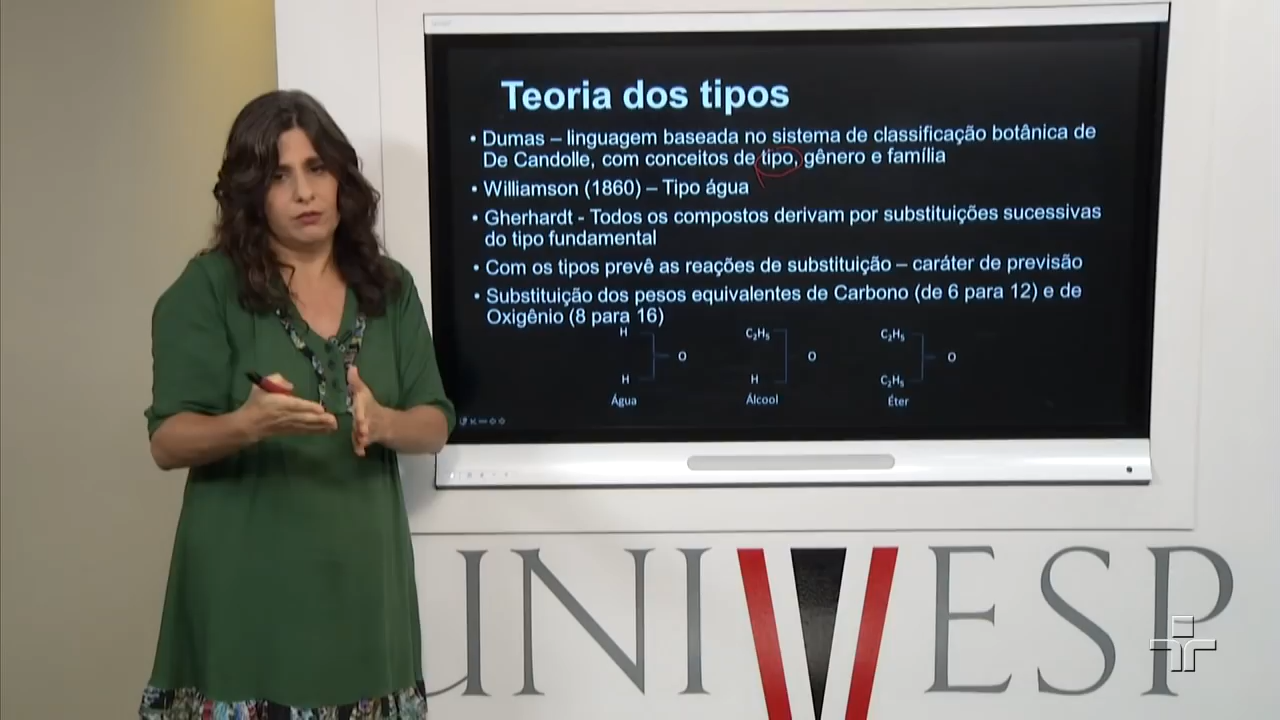 Teoria dos tipos
• Dumas – linguagem baseada no sistema de classificação botânica de
De Candolle, com conceitos de tipo, gênero e família
• Williamson (1860) – Tipo água
• Gherhardt - Todos os compostos derivam por substituições sucessivas
do tipo fundamental
• Com os tipos prevê as reações de substituição – caráter de previsão
• Substituição dos pesos equivalentes de Carbono (de 6 para 12) e de
Oxigênio (8 para 16)
H C₂H₅ C₂H₅
O O O
H H C₂H₅
Água Álcool Éter
UNIVESP